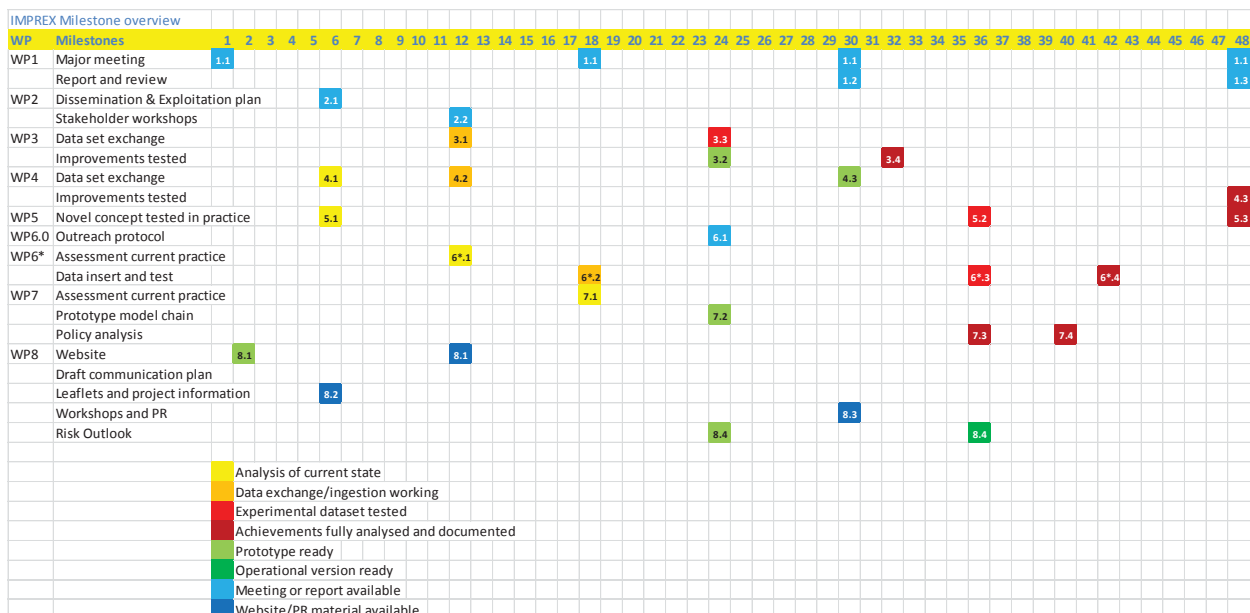 IMPREX Milestone overview
WP Milestones 1 2 3 4 5 6 7 8 9 10 11 12 13 14 15 16 17 18 19 20 21 22 23 24 25 26 27 28 29 30 31 32 33 34 35 36 37 38 39 40 41 42 43 44 45 46 47 48
WP1 Major meeting 1.1 1.1 1.1 1.1
Report and review 1.2 1.3
WP2 Dissemination & Exploitation plan 2.1
Stakeholder workshops 2.2
WP3 Data set exchange 3.1 3.3
Improvements tested 3.2 3.4
WP4 Data set exchange 4.1 4.2 4.3
Improvements tested 4.3
WP5 Novel concept tested in practice 5.1 5.2 5.3
WP6.0 Outreach protocol 6.1
WP6* Assessment current practice 6*.1
Data insert and test 6*.2 6*.3 6*.4
WP7 Assessment current practice 7.1
Prototype model chain 7.2
Policy analysis 7.3 7.4
WP8 Website 8.1 8.1
Draft communication plan
Leaflets and project information 8.2
Workshops and PR 8.3
Risk Outlook 8.4 8.4
Analysis of current state
Data exchange/ingestion working
Experimental dataset tested
Achievements fully analysed and documented
Prototype ready
Operational version ready
Meeting or report available
Website/PR material available